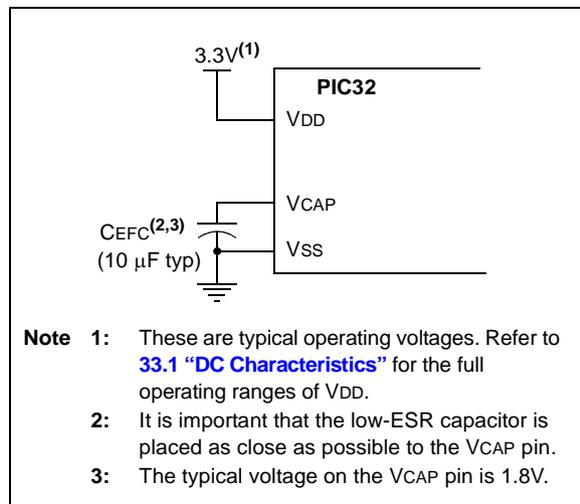 3.3V(1)
PIC32
VDD
VCAP
CEFC(2,3)
(10 μF typ)
VSS
Note 1: These are typical operating voltages. Refer to
33.1 “DC Characteristics” for the full
operating ranges of VDD.
2: It is important that the low-ESR capacitor is
placed as close as possible to the VCAP pin.
3: The typical voltage on the VCAP pin is 1.8V.